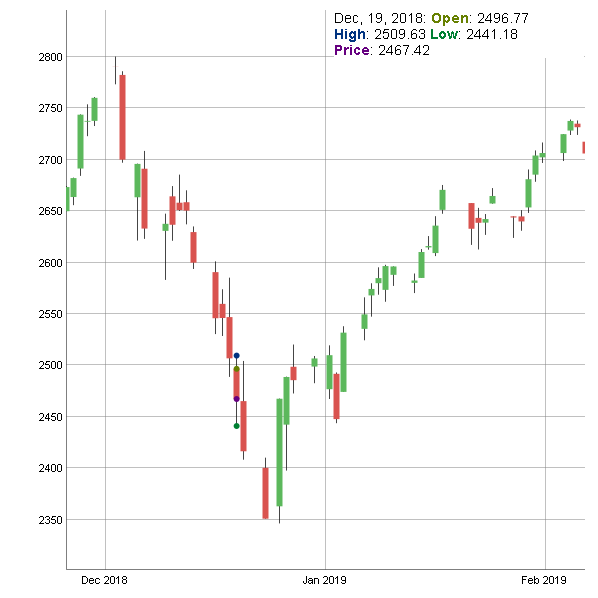 Dec, 19, 2018: Open: 2496.77
High: 2509.63 Low: 2441.18
Price: 2467.42
2800
2750
2700
2650
2600
2550
2500
2450
2400
2350
Dec 2018
Jan 2019
Feb 2019